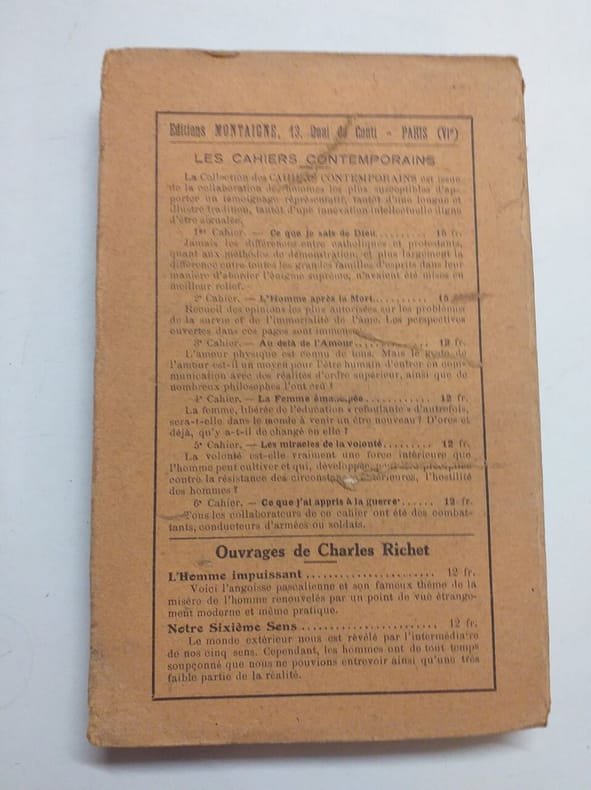 Editions MONTAIGNE, 13, Quai de Conti - PARIS (VIᵉ)
LES CAHIERS CONTEMPORAINS
La Collection des CAHIERS CONTEMPORAINS est issue
de la collaboration des hommes les plus susceptibles d'ap-
porter un témoignage représentatif, tantôt d'une longue et
illustre tradition, tantôt d'une innovation intellectuelle digne
d'être signalée.
1ᵉʳ Cahier. — Ce que je sais de Dieu......... 15 fr.
Jamais les différences entre catholiques et protestants,
quant aux méthodes de démonstration, et plus largement la
différence entre toutes les grandes familles d'esprits dans leur
manière d'aborder l'énigme suprême, n'avaient été mises en
meilleur relief.
2ᵉ Cahier. — L'Homme après la Mort.......... 15
Recueil des opinions les plus autorisées sur les problèmes
de la survie et de l'immortalité de l'âme. Les perspectives
ouvertes dans ces pages sont immenses.
3ᵉ Cahier. — Au delà de l'Amour.............. 12 fr.
L'amour physique est connu de tous. Mais le geste de
l'amour est-il un moyen pour l'être humain d'entrer en com-
munication avec des réalités d'ordre supérieur, ainsi que de
nombreux philosophes l'ont cru ?
4ᵉ Cahier. — La Femme émancipée............ 12 fr.
La femme, libérée de l'éducation « refoulante » d'autrefois,
sera-t-elle dans le monde à venir un être nouveau ? D'ores et
déjà, qu'y a-t-il de changé en elle ?
5ᵉ Cahier. — Les miracles de la volonté......... 12 fr.
La volonté est-elle vraiment une force intérieure que
l'homme peut cultiver et qui, développée,
contre la résistance des circonstances extérieures, l'hostilité
des hommes ?
6ᵉ Cahier. — Ce que j'ai appris à la guerre...... 12 fr.
Tous les collaborateurs de ce cahier ont été des combat-
tants, conducteurs d'armées ou soldats.
Ouvrages de Charles Richet
L'Homme impuissant ....................... 12 fr.
Voici l'angoisse pascalienne et son fameux thème de la
misère de l'homme renouvelés par un point de vue étrange-
ment moderne et même pratique.
Notre Sixième Sens ........................ 12 fr.
Le monde extérieur nous est révélé par l'intermédiaire
de nos cinq sens. Cependant, les hommes ont de tout temps
soupçonné que nous ne pouvions entrevoir ainsi qu'une très
faible partie de la réalité.